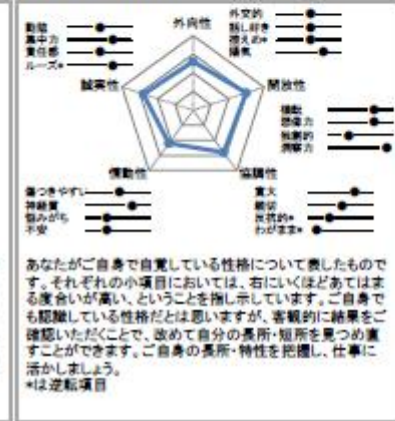 外向性
外交的
話し好き
控えめ*
陽気
勤勉
集中力
責任感
ルーズ*
誠実性
開放性
機転
想像力
独創的
洞察力
情動性
協調性
傷つきやすい
神経質
悩みがち
不安
寛大
親切
反抗的*
わがまま*
あなたがご自身で自覚している性格について表したもので
す。それぞれの小項目においては、右にいくほどあてはま
る度合いが高い、ということを指し示しています。ご自身で
も認識している性格だとは思いますが、客観的に結果をご
確認いただくことで、改めて自分の長所・短所を見つめ直
すことができます。ご自身の長所・特性を把握し、仕事に
活かしましょう。
*は逆転項目